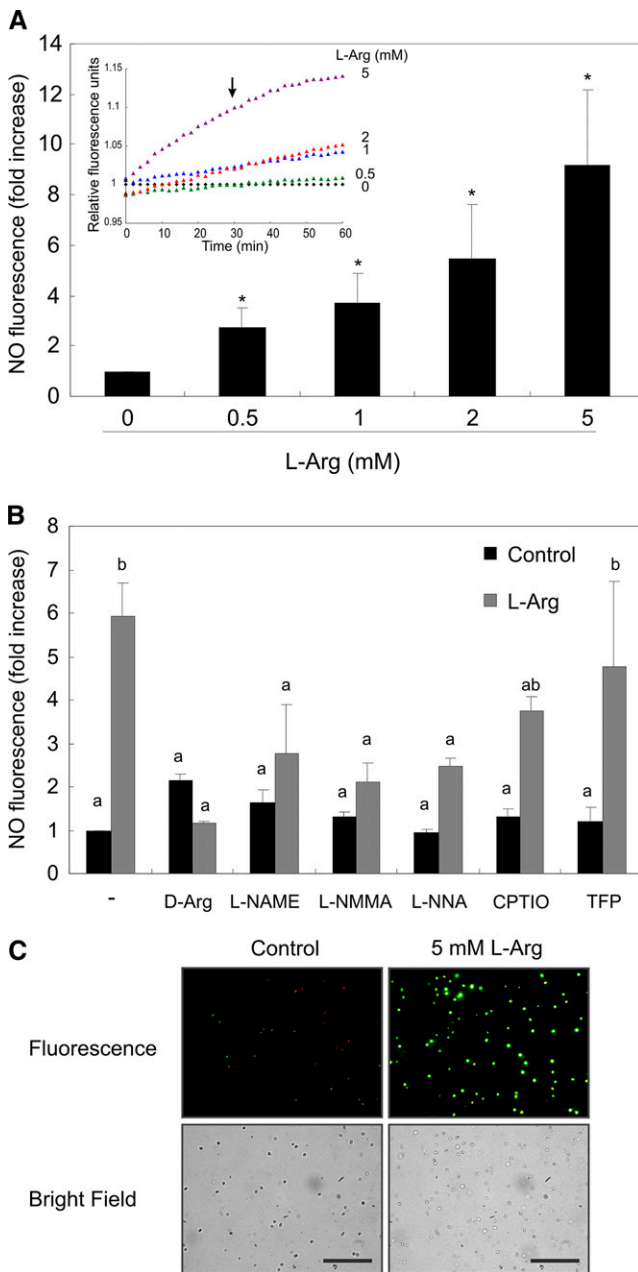 A
NO fluorescence (fold increase)
14
12
10
8
6
4
2
0
* * * *
0 0.5 1 2 5
L-Arg (mM)
Relative fluorescence units
1.15
1.1
1.05
1
0.95
0 10 20 30 40 50 60
Time (min)
L-Arg (mM)
5
2
1
0.5
0
B
NO fluorescence (fold increase)
8
7
6
5
4
3
2
1
0
Control
L-Arg
a b a a a a a a a a a ab a b
- D-Arg L-NAME L-NMMA L-NNA CPTIO TFP
C
Control 5 mM L-Arg
Fluorescence
Bright Field